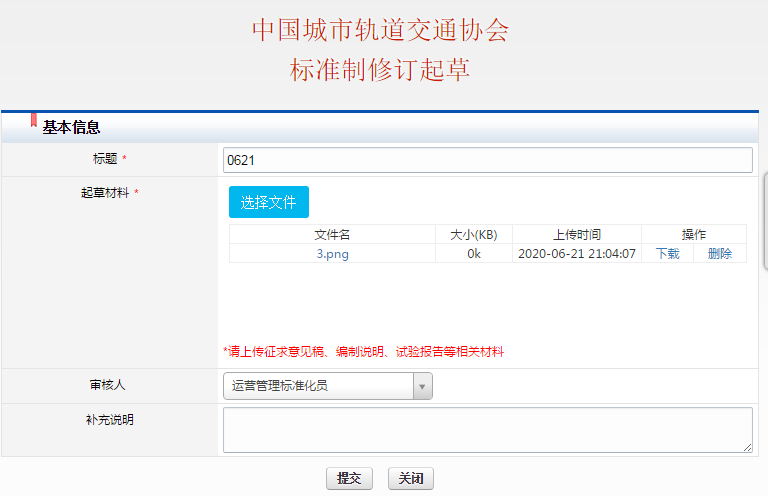 中国城市轨道交通协会
标准制修订起草
基本信息
标题 * 0621
起草材料 * 选择文件
文件名 大小(KB) 上传时间 操作
3.png 0k 2020-06-21 21:04:07 下载 删除
*请上传征求意见稿、编制说明、试验报告等相关材料
审核人 运营管理标准化员
补充说明
提交 关闭